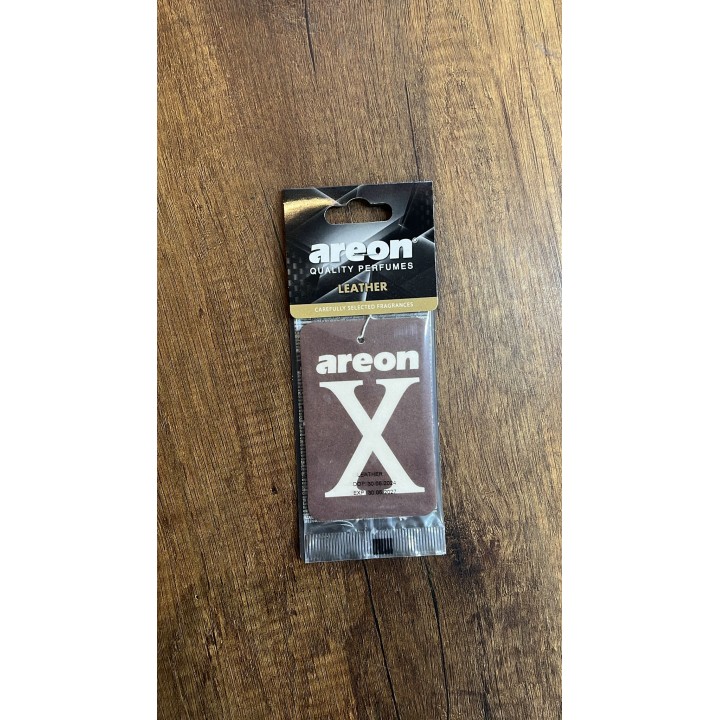 areon®
QUALITY PERFUMES
LEATHER
CAREFULLY SELECTED FRAGRANCES
areon
X
LEATHER